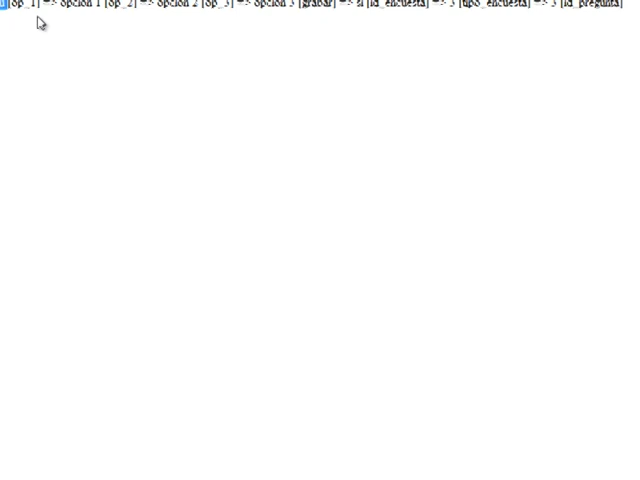 [op_1] => opcion 1 [op_2] => opcion 2 [op_3] => opcion 3 [grabar] => si [id_encuesta] => 3 [tipo_encuesta] => 3 [id_pregunta]